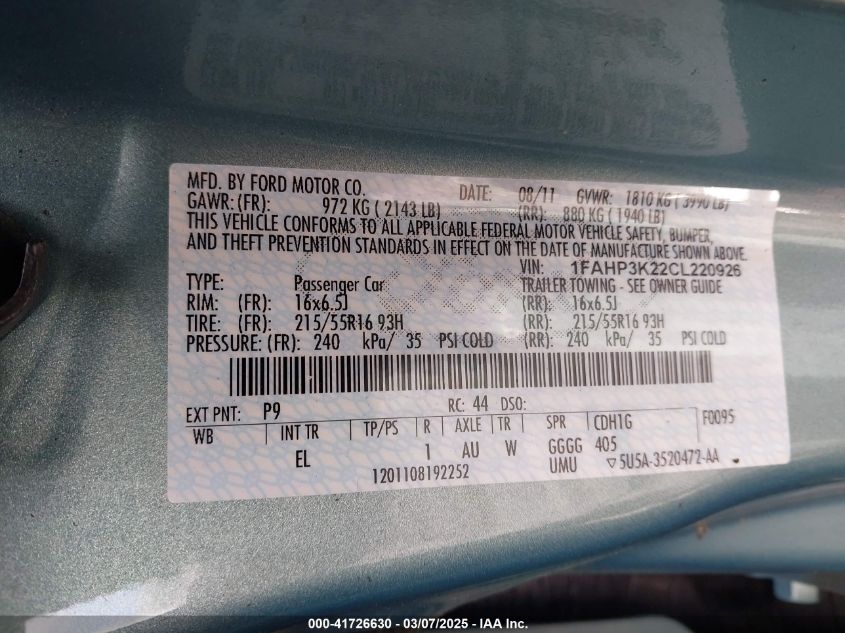 MFD. BY FORD MOTOR CO. DATE: 08/11 GVWR: 1810 KG ( 3990 LB)
GAWR: (FR): 972 KG ( 2143 LB) (RR): 880 KG ( 1940 LB)
THIS VEHICLE CONFORMS TO ALL APPLICABLE FEDERAL MOTOR VEHICLE SAFETY, BUMPER,
AND THEFT PREVENTION STANDARDS IN EFFECT ON THE DATE OF MANUFACTURE SHOWN ABOVE.
VIN: 1FAHP3K22CL220926
TYPE: Passenger Car TRAILER TOWING - SEE OWNER GUIDE
RIM: (FR): 16x6.5J (RR): 16x6.5J
TIRE: (FR): 215/55R16 93H (RR): 215/55R16 93H
PRESSURE: (FR): 240 kPa/ 35 PSI COLD (RR): 240 kPa/ 35 PSI COLD
EXT PNT: P9 RC: 44 DSO: F0095
WB INT TR TP/PS R AXLE TR SPR CDH1G
EL 1 AU W GGGG 405
1201108192252 UMU ▽5U5A-3520472-AA
000-41726630 - 03/07/2025 - IAA Inc.